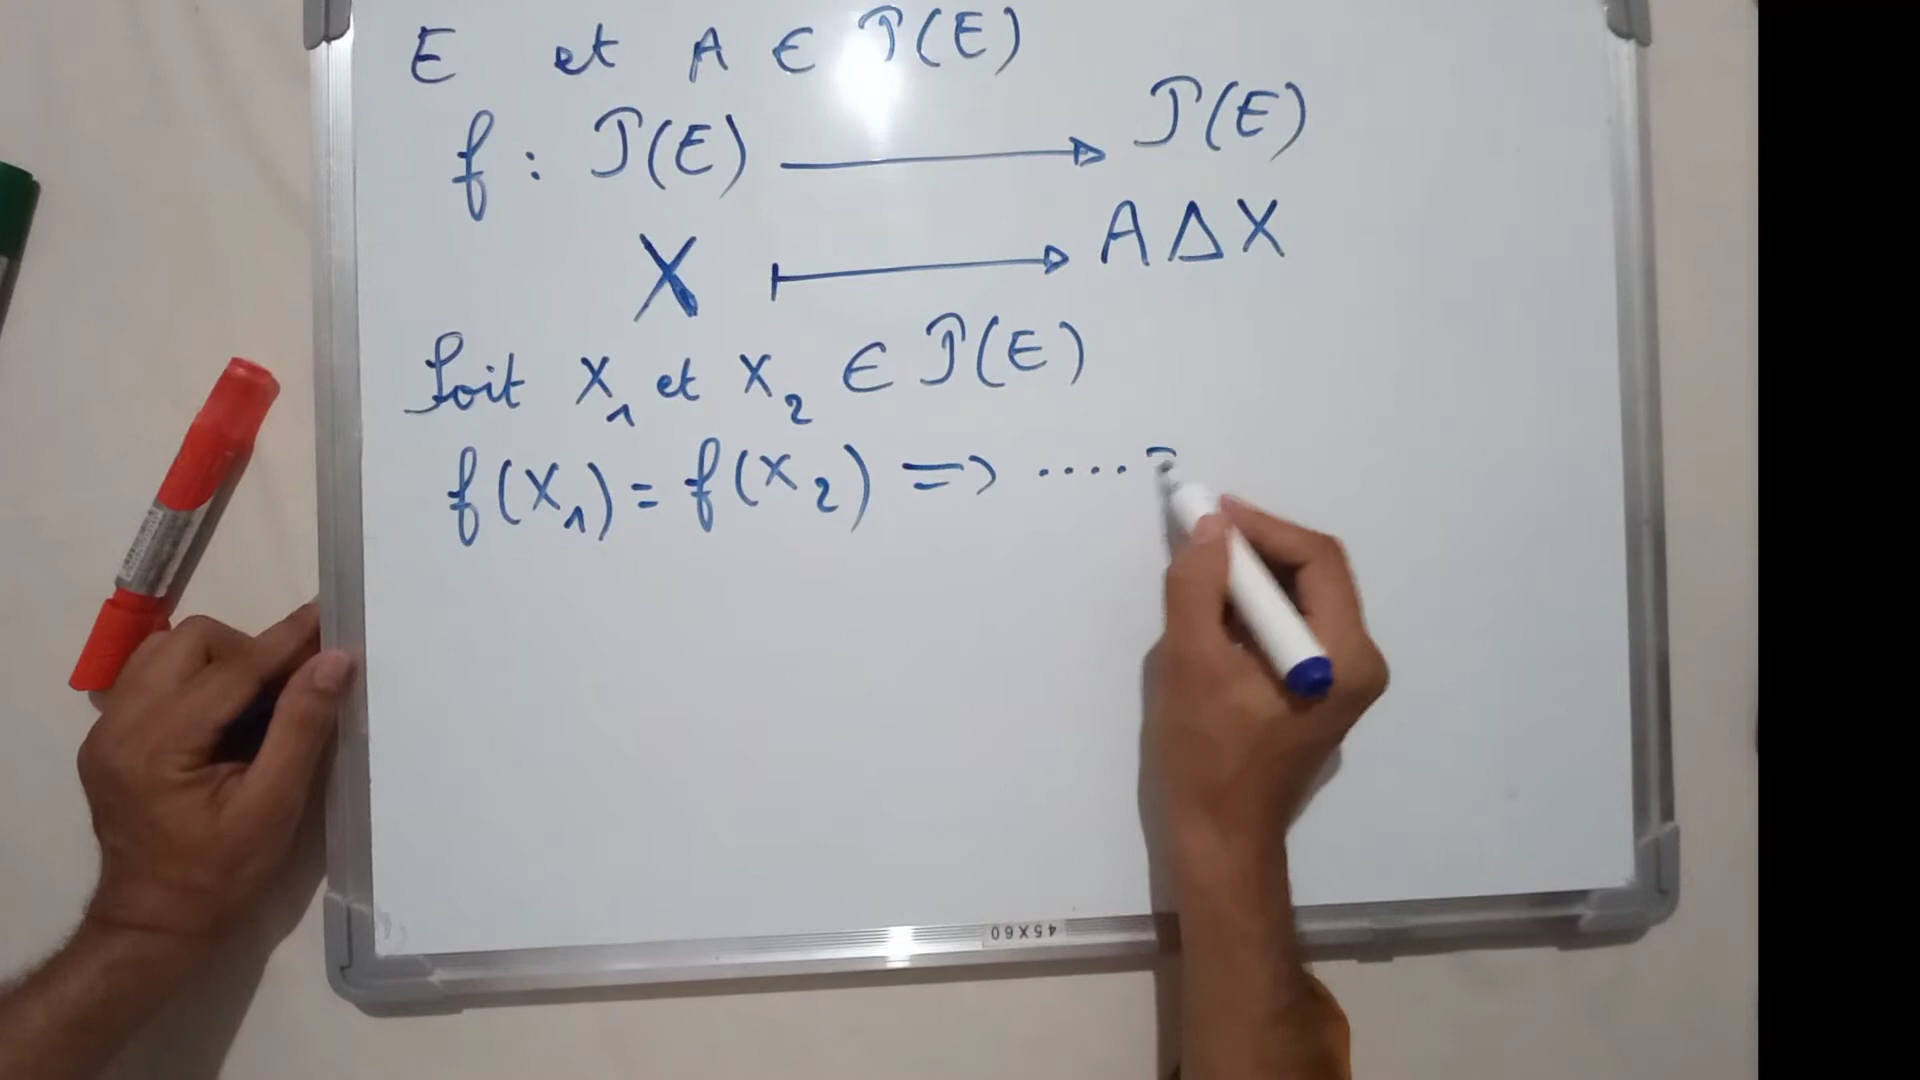 E et A ∈ P(E)
f : P(E) → P(E)
X ↦ A Δ X
Soit X₁ et X₂ ∈ P(E)
f(X₁) = f(X₂) => .....
45X60